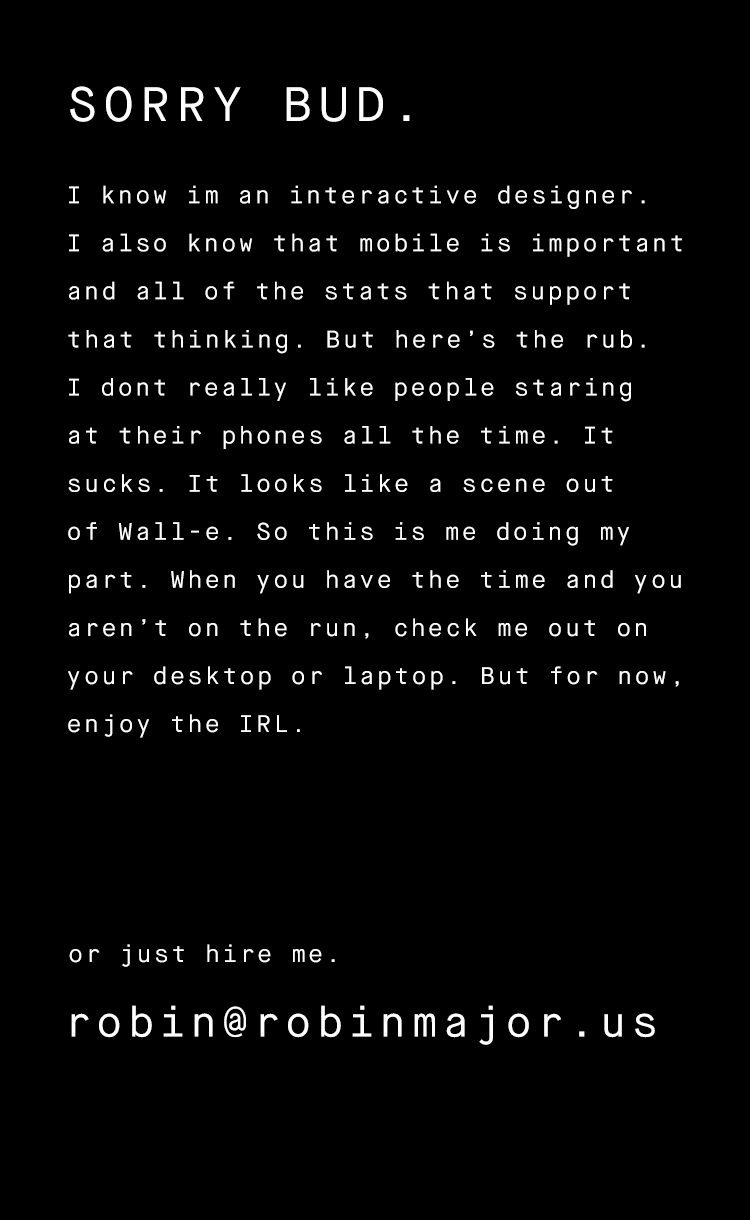 SORRY BUD.
I know im an interactive designer.
I also know that mobile is important
and all of the stats that support
that thinking. But here’s the rub.
I dont really like people staring
at their phones all the time. It
sucks. It looks like a scene out
of Wall-e. So this is me doing my
part. When you have the time and you
aren’t on the run, check me out on
your desktop or laptop. But for now,
enjoy the IRL.
or just hire me.
robin@robinmajor.us